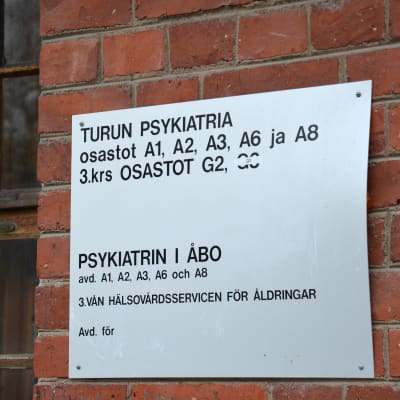 TURUN PSYKIATRIA
osastot A1, A2, A3, A6 ja A8
3.krs OSASTOT G2,
PSYKIATRIN I ÅBO
avd. A1, A2, A3, A6 och A8
3.VÅN HÄLSOVÅRDSSERVICEN FÖR ÅLDRINGAR
Avd. för